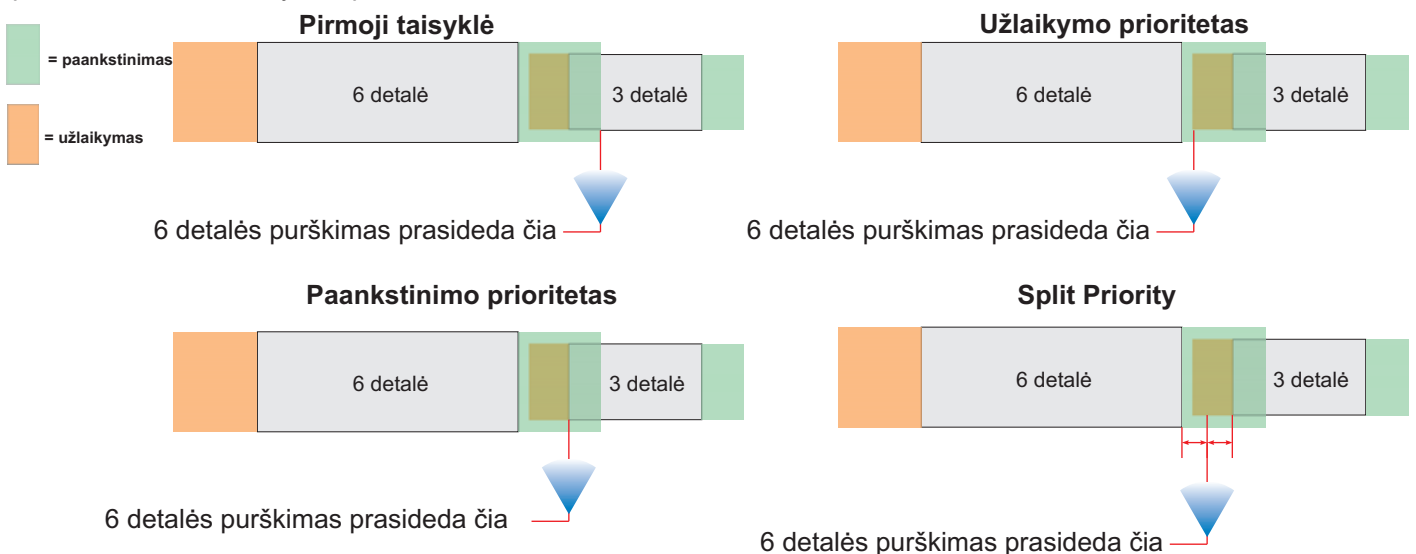 Pirmoji taisyklė
Užlaikymo prioritetas
= paankstinimas
= užlaikymas
6 detalė
3 detalė
6 detalė
3 detalė
6 detalės purškimas prasideda čia
6 detalės purškimas prasideda čia
Paankstinimo prioritetas
Split Priority
6 detalė
3 detalė
6 detalė
3 detalė
6 detalės purškimas prasideda čia
6 detalės purškimas prasideda čia